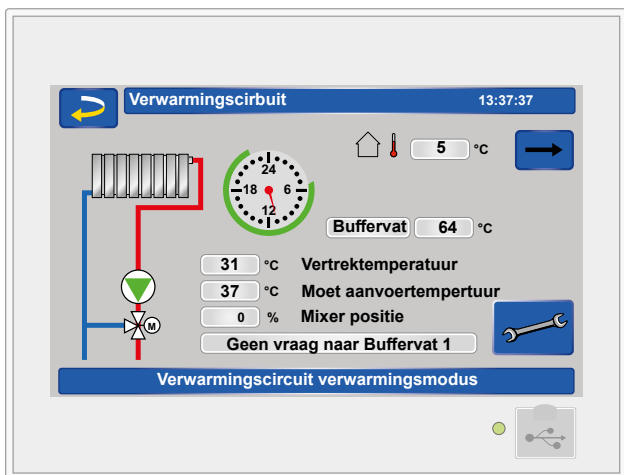 Verwarmingscirbuit 13:37:37
5 °C
24
18 6
12
Buffervat 64 °C
31 °C Vertrektemperatuur
37 °C Moet aanvoertempertuur
0 % Mixer positie
M
Geen vraag naar Buffervat 1
Verwarmingscircuit verwarmingsmodus